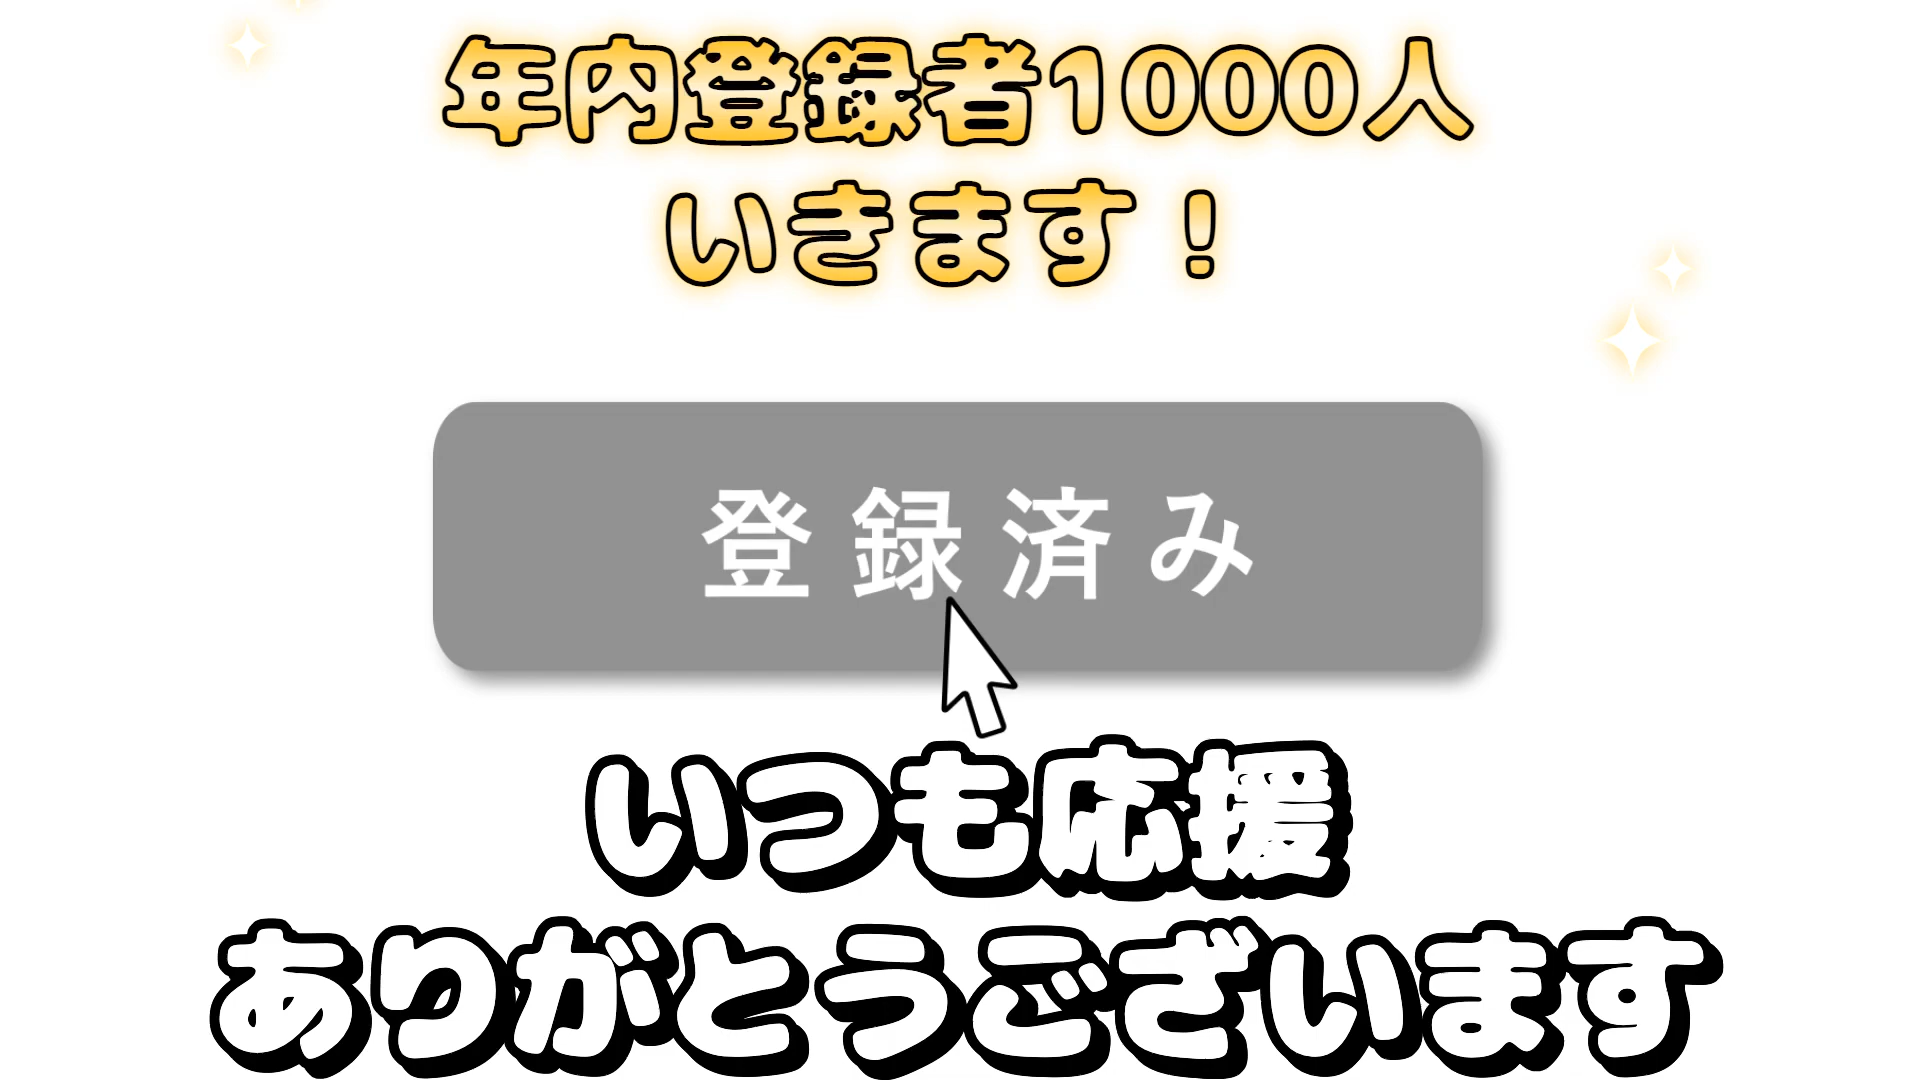 年内登録者1000人
いきます！
登録済み
いつも応援
ありがとうございます